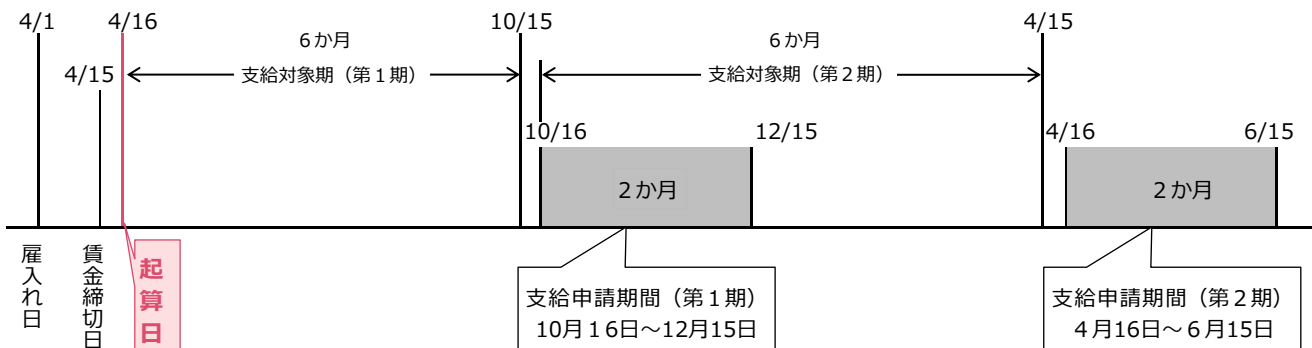 4/1
4/16
10/15
4/15
6か月
6か月
4/15
支給対象期（第１期）
支給対象期（第２期）
10/16
12/15
4/16
6/15
２か月
２か月
雇入れ日
賃金締切日
起算日
支給申請期間（第１期）
10月１6日～12月15日
支給申請期間（第２期）
４月16日～６月15日